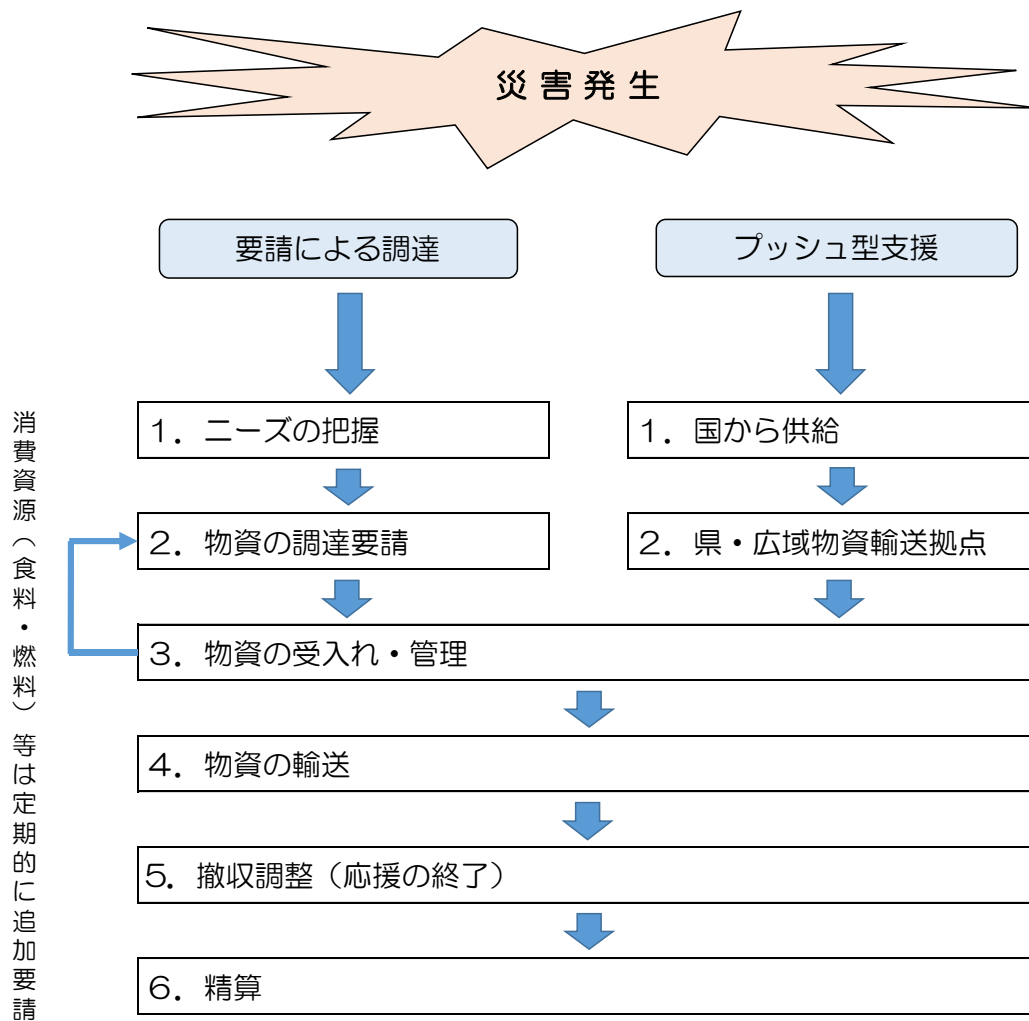 災害発生
要請による調達
プッシュ型支援
１．ニーズの把握
１．国から供給
２．物資の調達要請
２．県・広域物資輸送拠点
３．物資の受入れ・管理
４．物資の輸送
５．撤収調整（応援の終了）
６．精算
消費資源（食料・燃料）等は定期的に追加要請